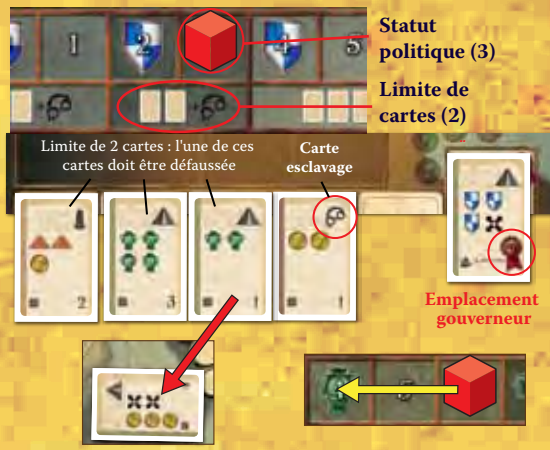 1
2
4
5
Statut
politique (3)
Limite de
cartes (2)
Limite de 2 cartes : l'une de ces
cartes doit être défaussée
Carte
esclavage
2
3
1
1
Emplacement
gouverneur
5